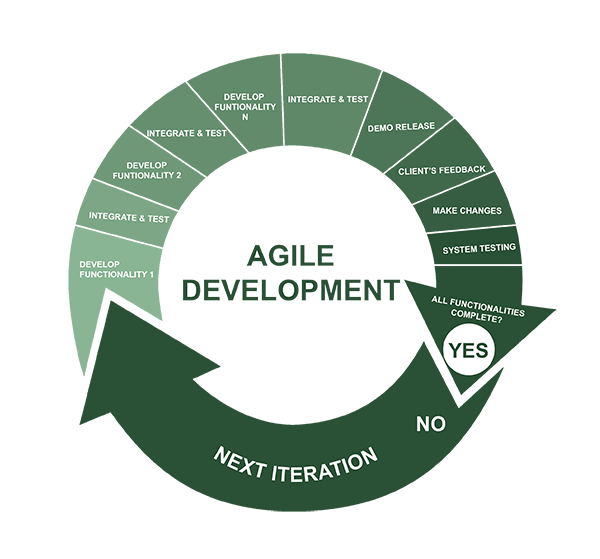 AGILE
DEVELOPMENT
DEVELOP
FUNCTIONALITY 1
INTEGRATE & TEST
DEVELOP
FUNTIONALITY 2
INTEGRATE & TEST
DEVELOP
FUNTIONALITY
N
INTEGRATE & TEST
DEMO RELEASE
CLIENT'S FEEDBACK
MAKE CHANGES
SYSTEM TESTING
ALL FUNCTIONALITIES
COMPLETE?
YES
NO
NEXT ITERATION